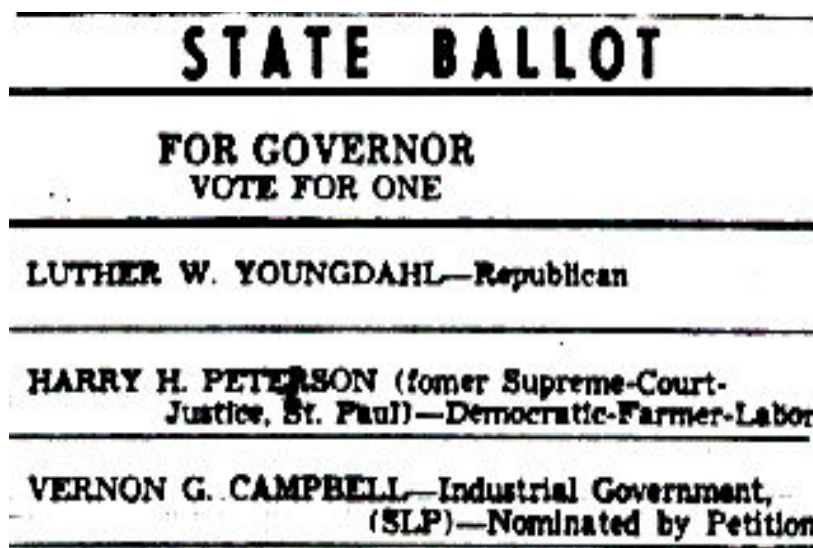 STATE BALLOT
FOR GOVERNOR
VOTE FOR ONE
LUTHER W. YOUNGDAHL—Republican
HARRY H. PETERSON (fomer Supreme-Court-
Justice, St. Paul)—Democratic-Farmer-Labor
VERNON G. CAMPBELL—Industrial Government,
(SLP)—Nominated by Petition